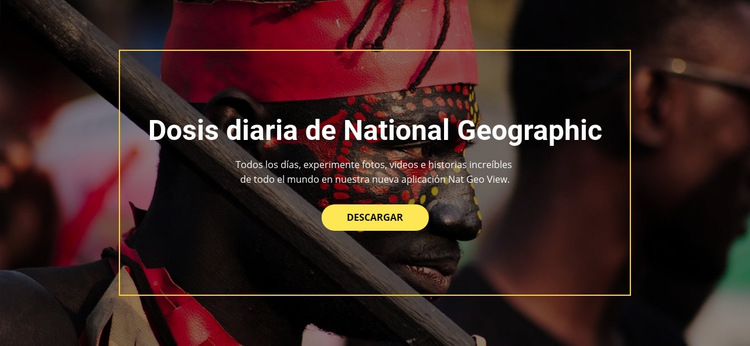 Dosis diaria de National Geographic
Todos los días, experimente fotos, videos e historias increíbles
de todo el mundo en nuestra nueva aplicación Nat Geo View.
DESCARGAR